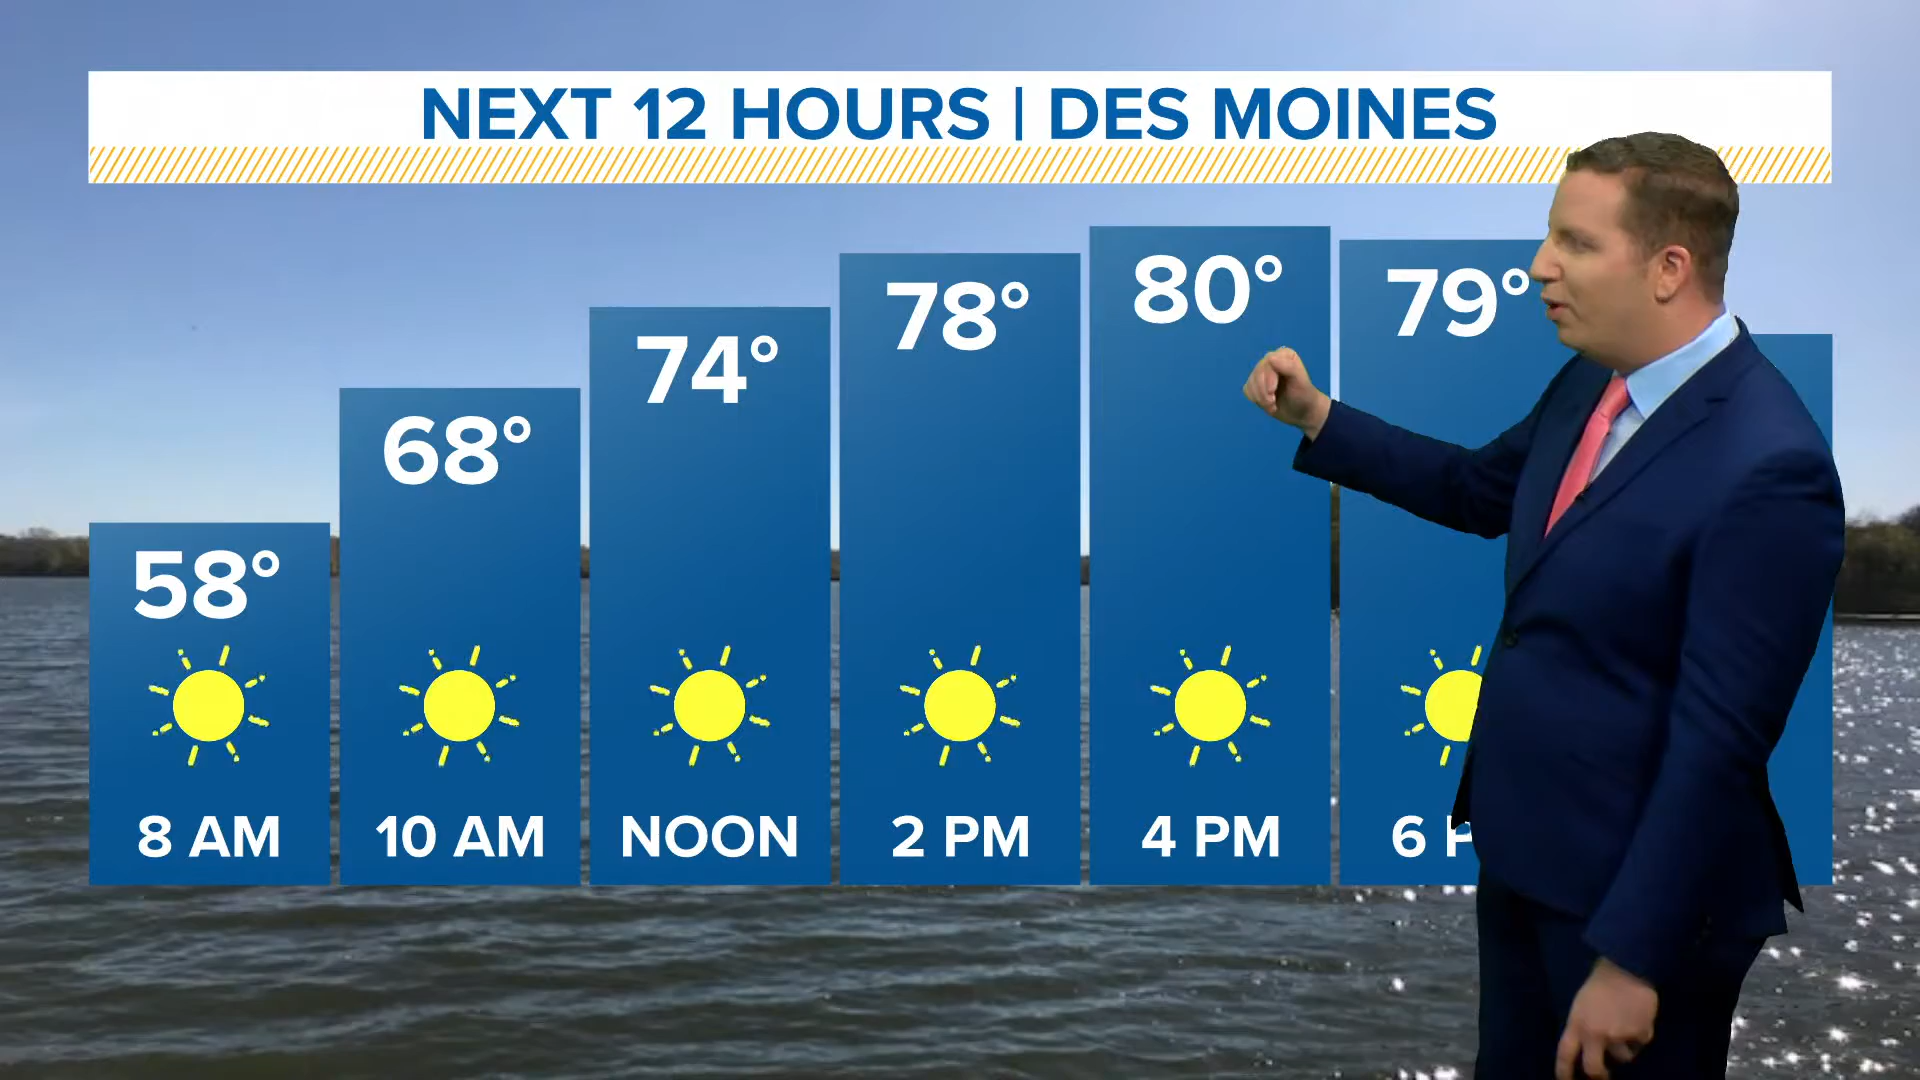 NEXT 12 HOURS | DES MOINES
58° 68° 74° 78° 80° 79°
8 AM 10 AM NOON 2 PM 4 PM 6